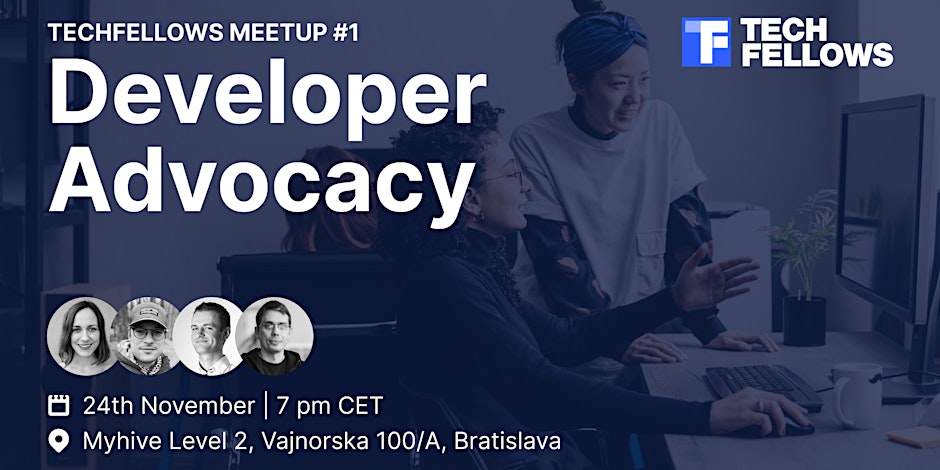 TECHFELLOWS MEETUP #1
Developer
Advocacy
TECH
FELLOWS
24th November | 7 pm CET
Myhive Level 2, Vajnorska 100/A, Bratislava